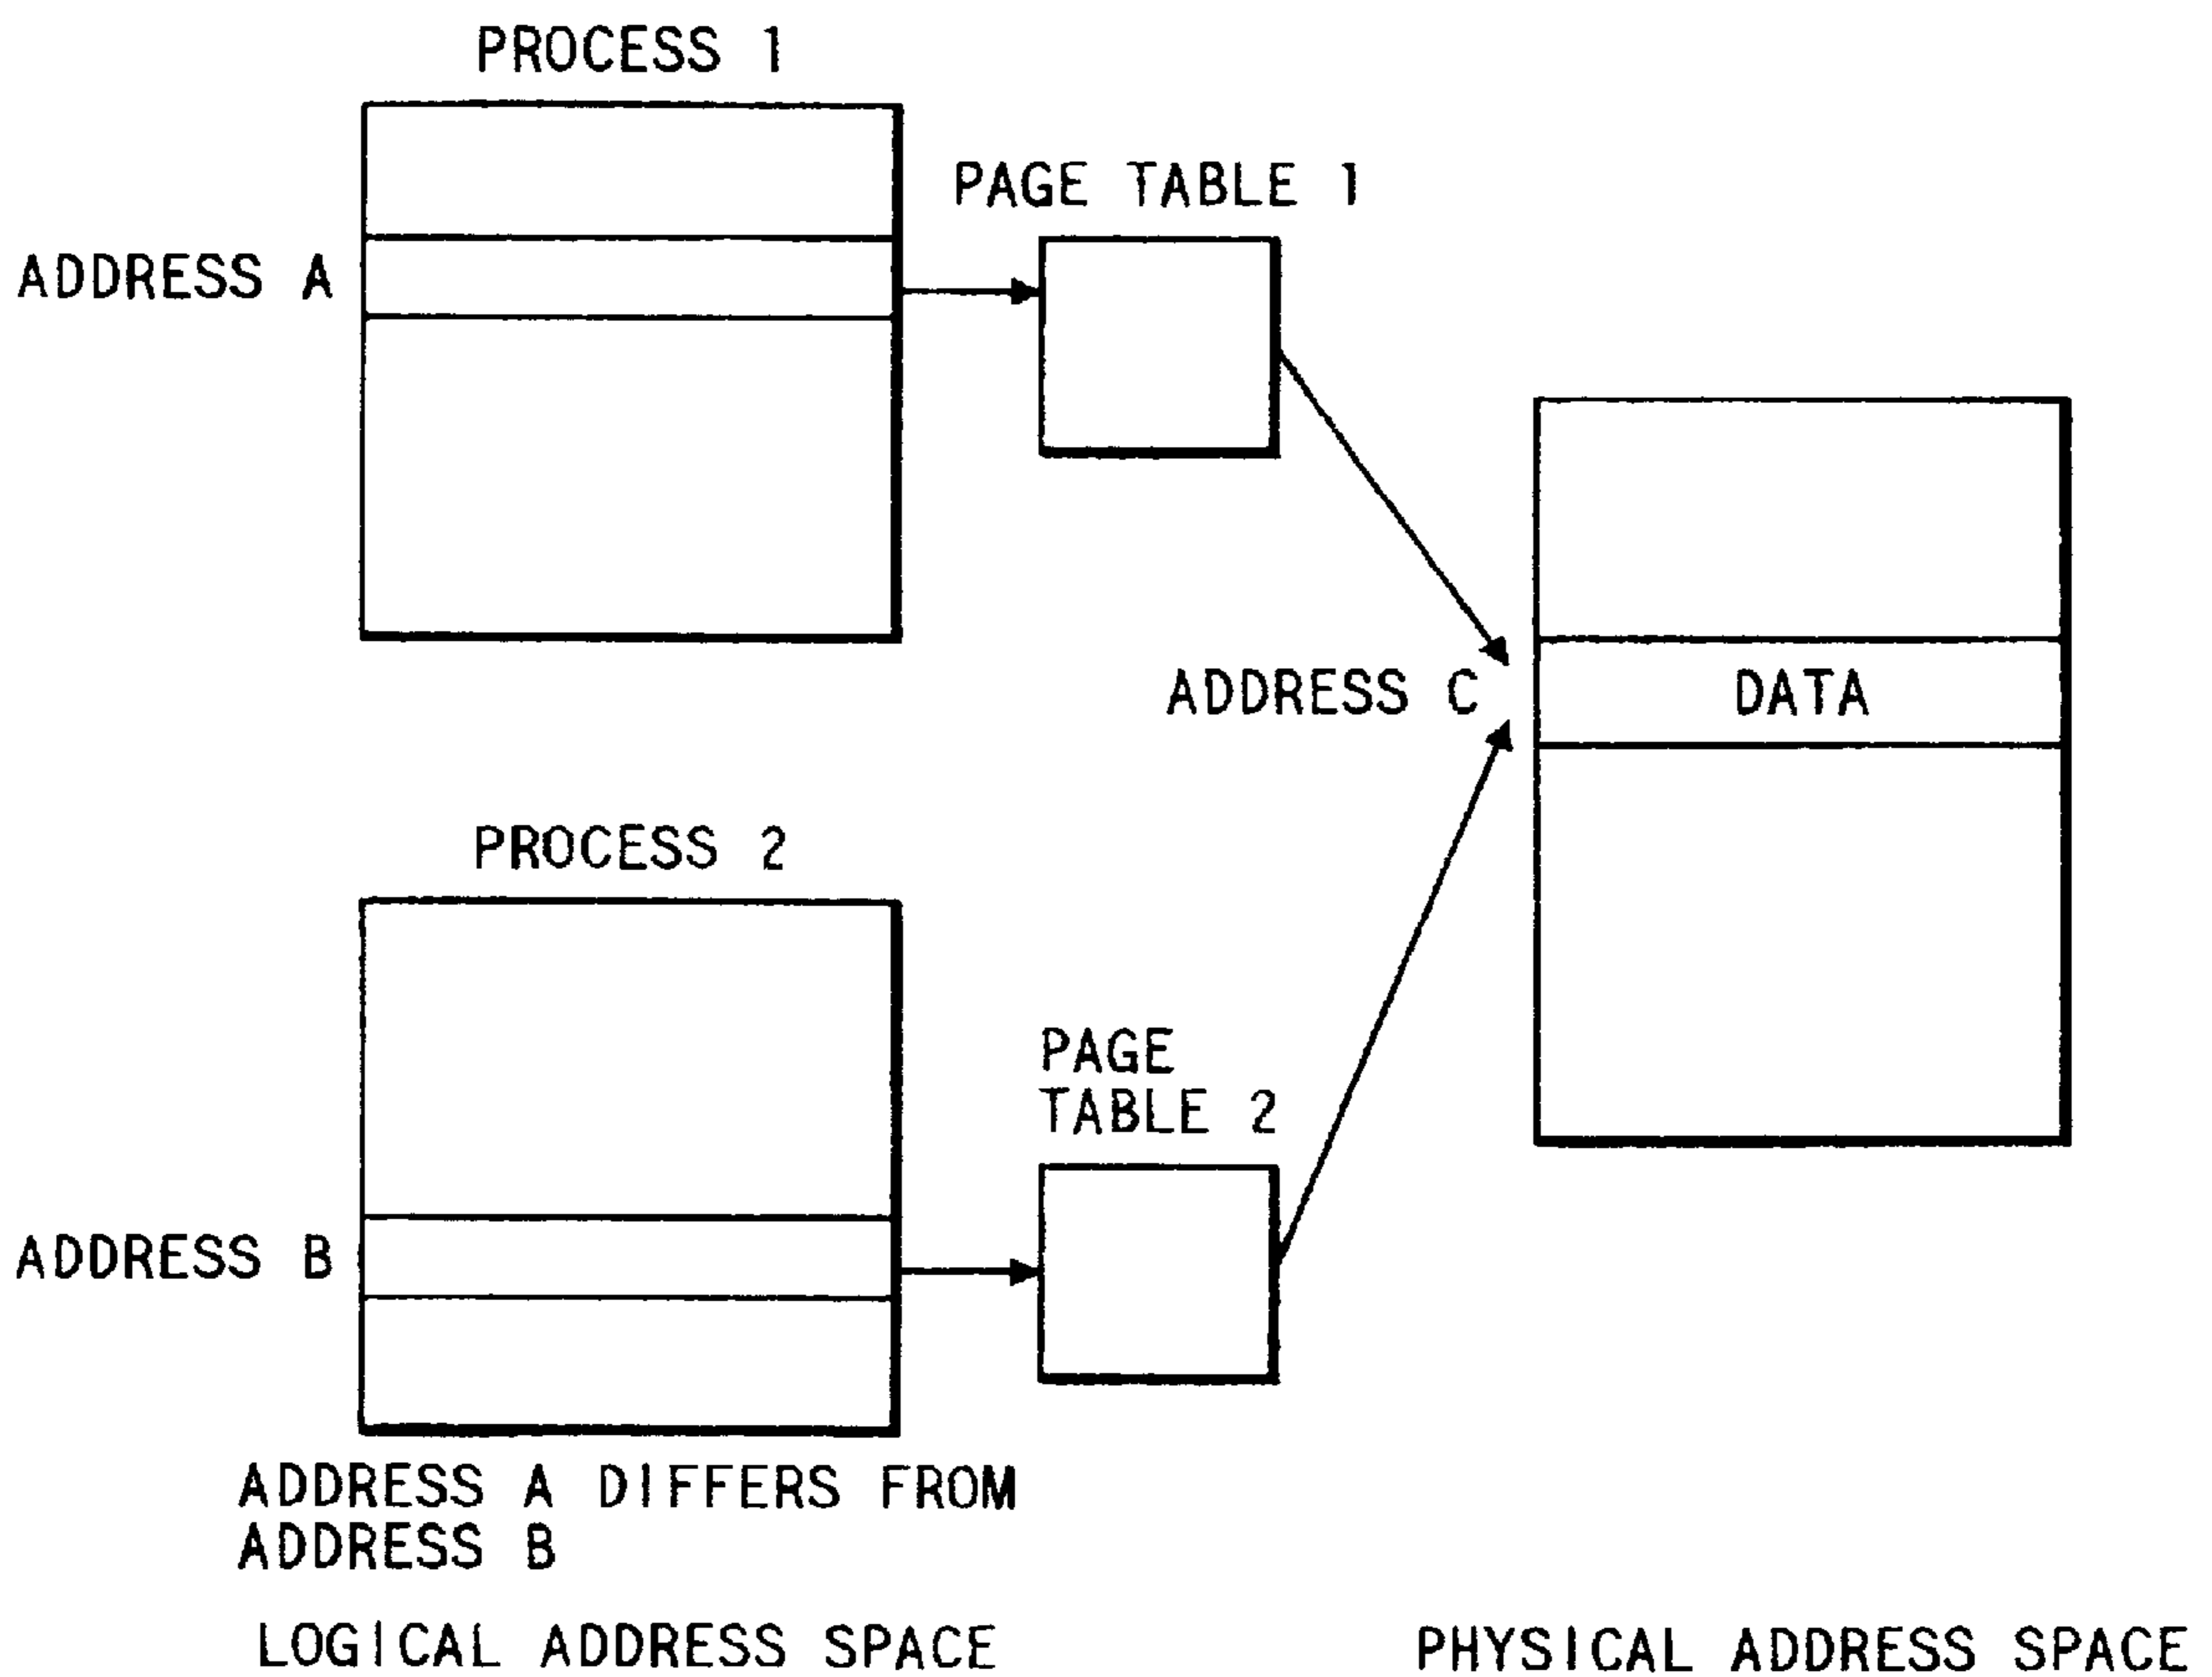 PROCESS 1
PAGE TABLE 1
ADDRESS A
ADDRESS C
DATA
PROCESS 2
PAGE
TABLE 2
ADDRESS B
ADDRESS A DIFFERS FROM
ADDRESS B
LOGICAL ADDRESS SPACE
PHYSICAL ADDRESS SPACE